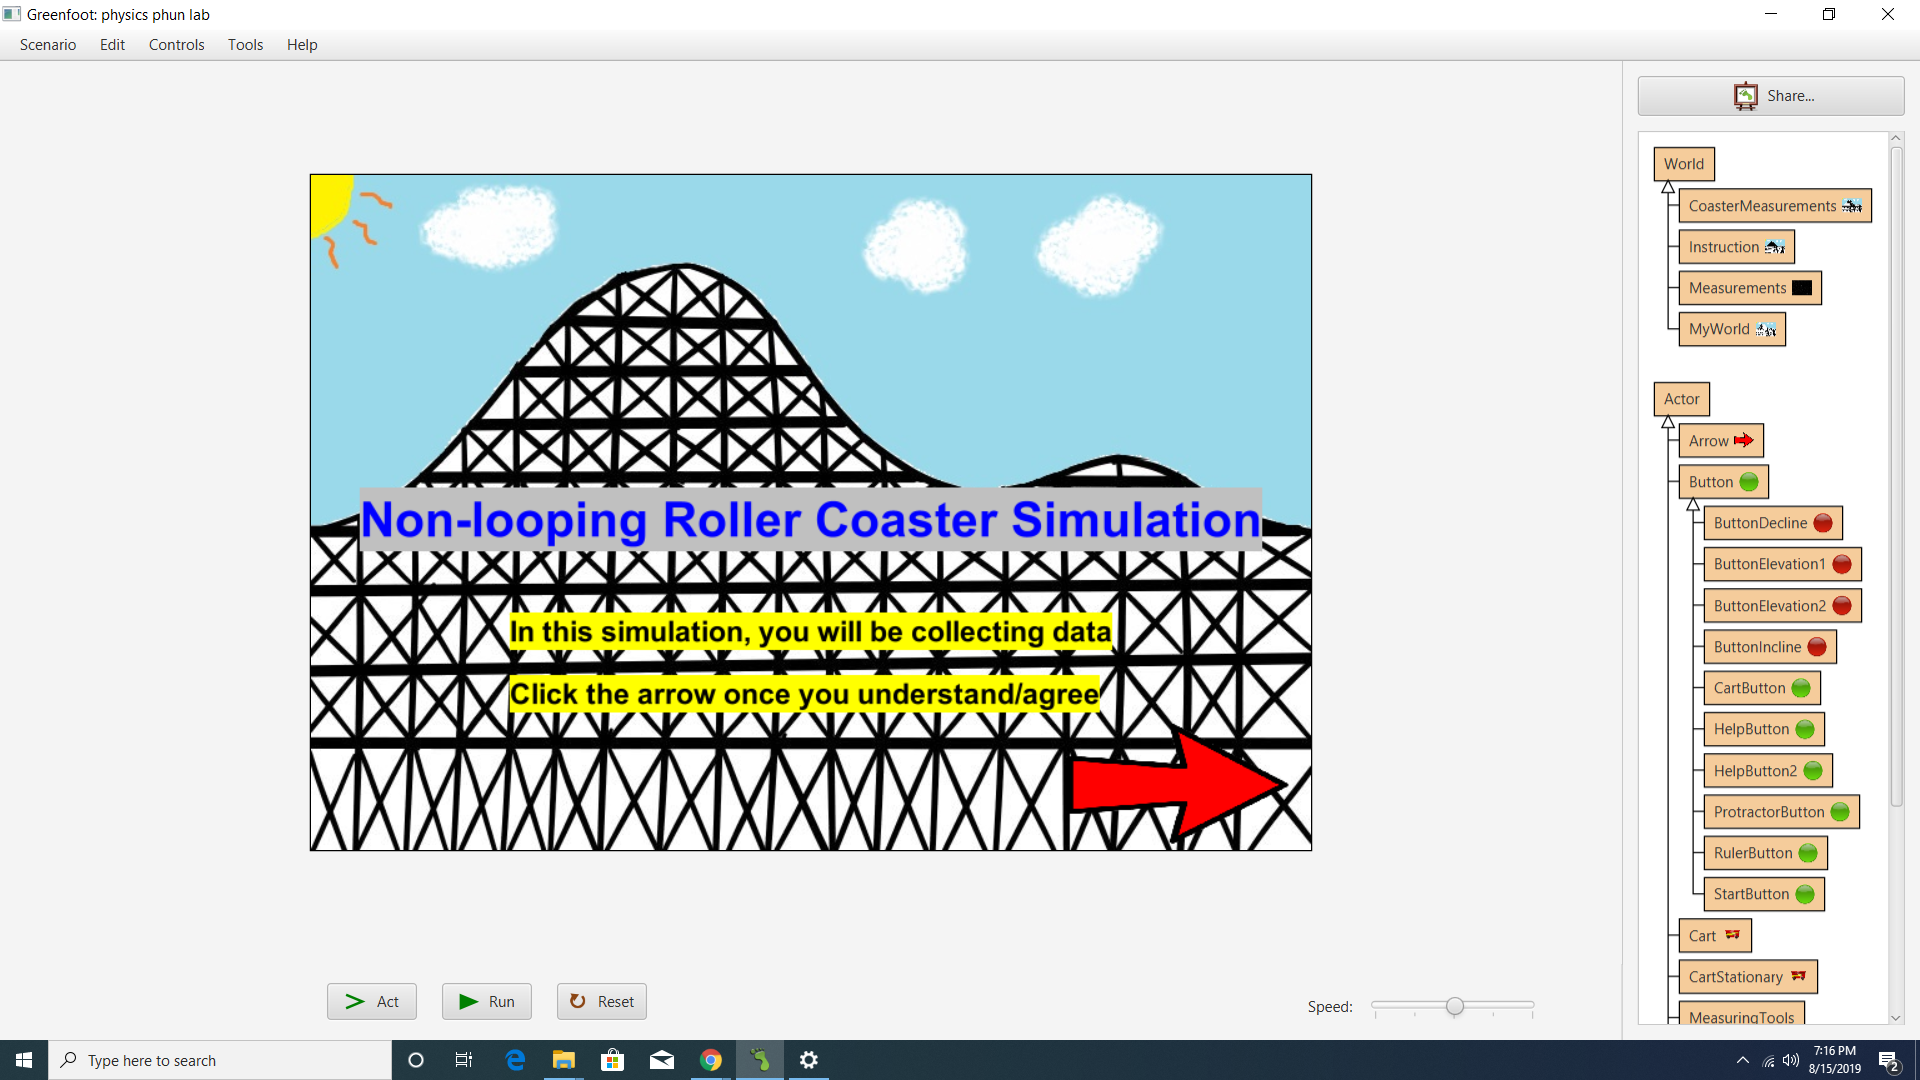 Greenfoot: physics phun lab
Scenario Edit Controls Tools Help
Share...
World
CoasterMeasurements
Instruction
Measurements
MyWorld
Actor
Arrow
Button
ButtonDecline
ButtonElevation1
ButtonElevation2
ButtonIncline
CartButton
HelpButton
HelpButton2
ProtractorButton
RulerButton
StartButton
Cart
CartStationary
MeasuringTools
Non-looping Roller Coaster Simulation
In this simulation, you will be collecting data
Click the arrow once you understand/agree
Act Run Reset Speed:
Type here to search
7:16 PM
8/15/2019
2